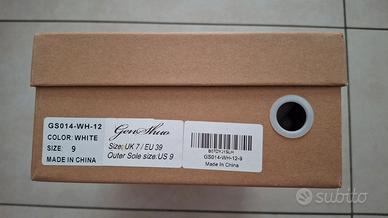 GS014-WH-12
COLOR: WHITE
SIZE: 9
MADE IN CHINA
GenShuo
Size: UK 7 / EU 39
Outer Sole size: US 9
B07DYJ1SLH
GS014-WH-12-9
Made in China
subito